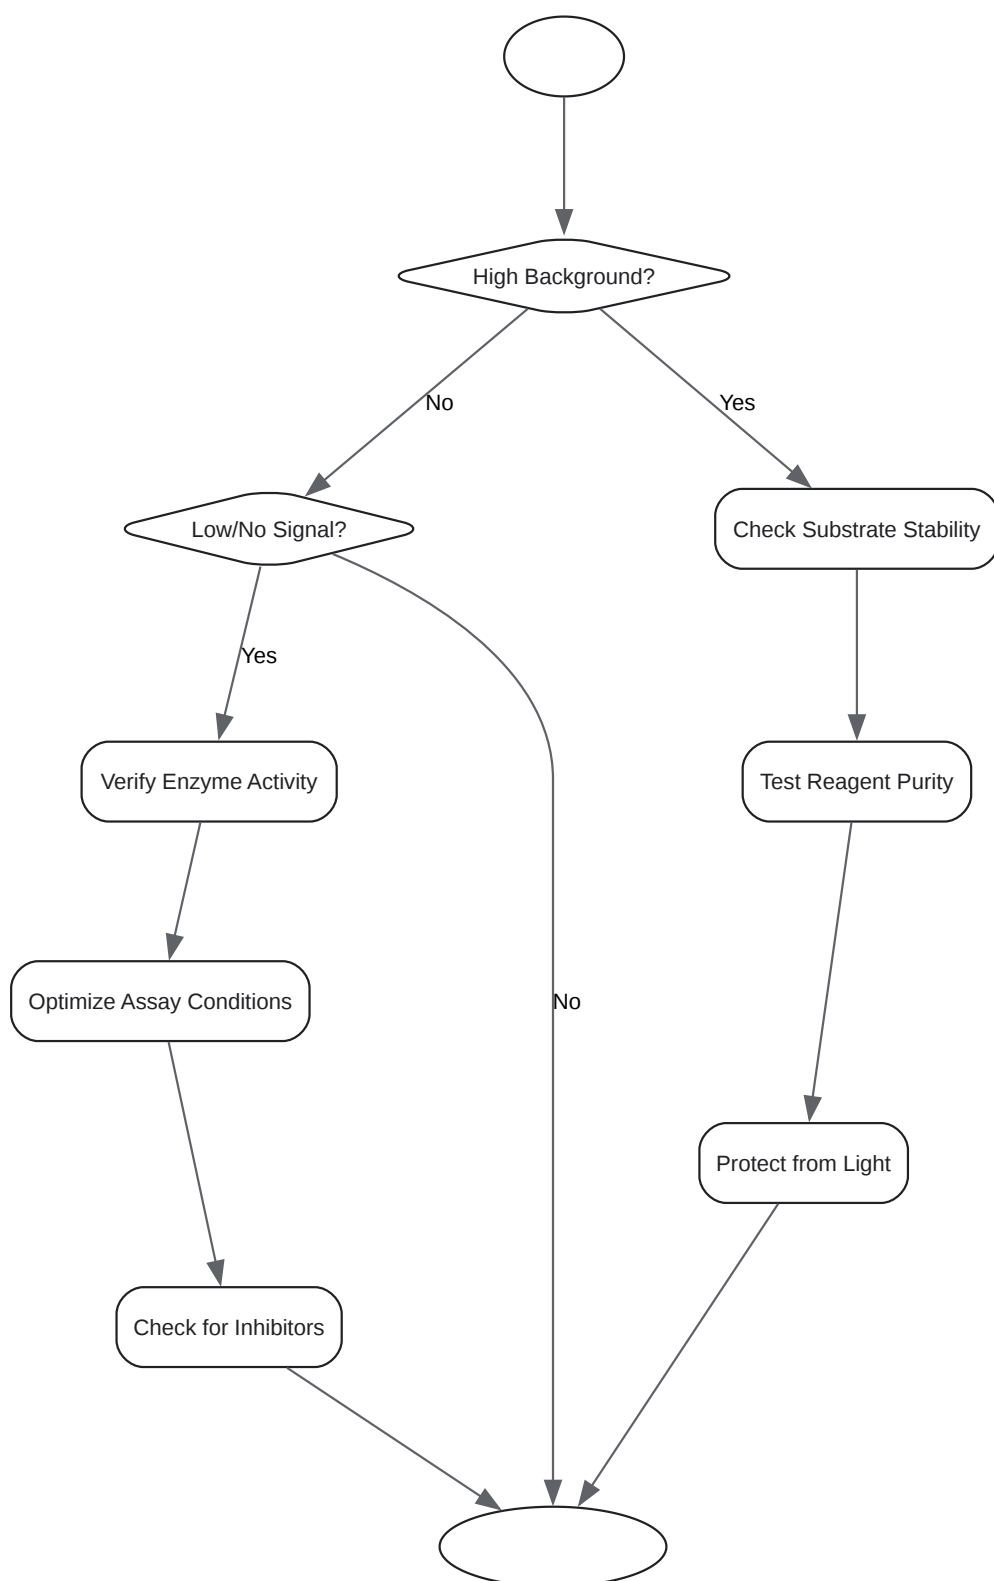 High Background?
No
Yes
Low/No Signal?
Check Substrate Stability
Yes
Verify Enzyme Activity
Test Reagent Purity
Optimize Assay Conditions
No
Protect from Light
Check for Inhibitors